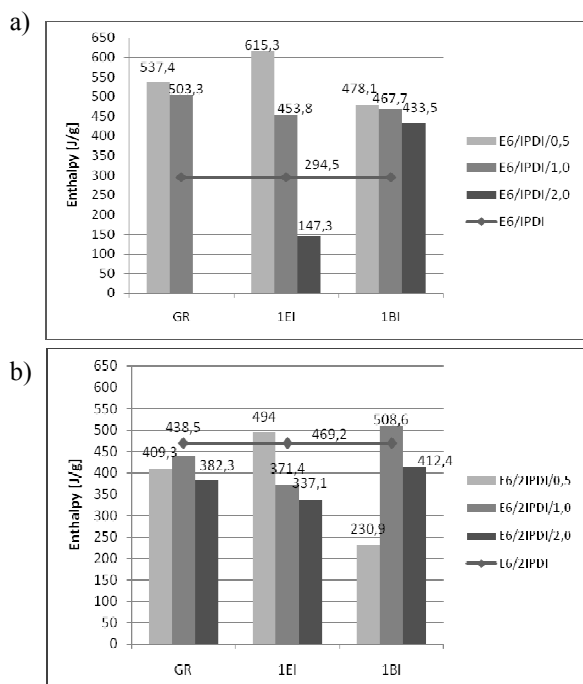 a)
650
600
550
500
450
400
350
300
250
200
150
100
50
0
Enthalpy [J/g]
537,4
503,3
615,3
453,8
147,3
478,1
467,7
433,5
294,5
GR
1EI
1BI
E6/IPDI/0,5
E6/IPDI/1,0
E6/IPDI/2,0
E6/IPDI
b)
650
600
550
500
450
400
350
300
250
200
150
100
50
0
Enthalpy [J/g]
409,3
438,5
382,3
494
371,4
337,1
469,2
230,9
508,6
412,4
GR
1EI
1BI
E6/2IPDI/0,5
E6/2IPDI/1,0
E6/2IPDI/2,0
E6/2IPDI